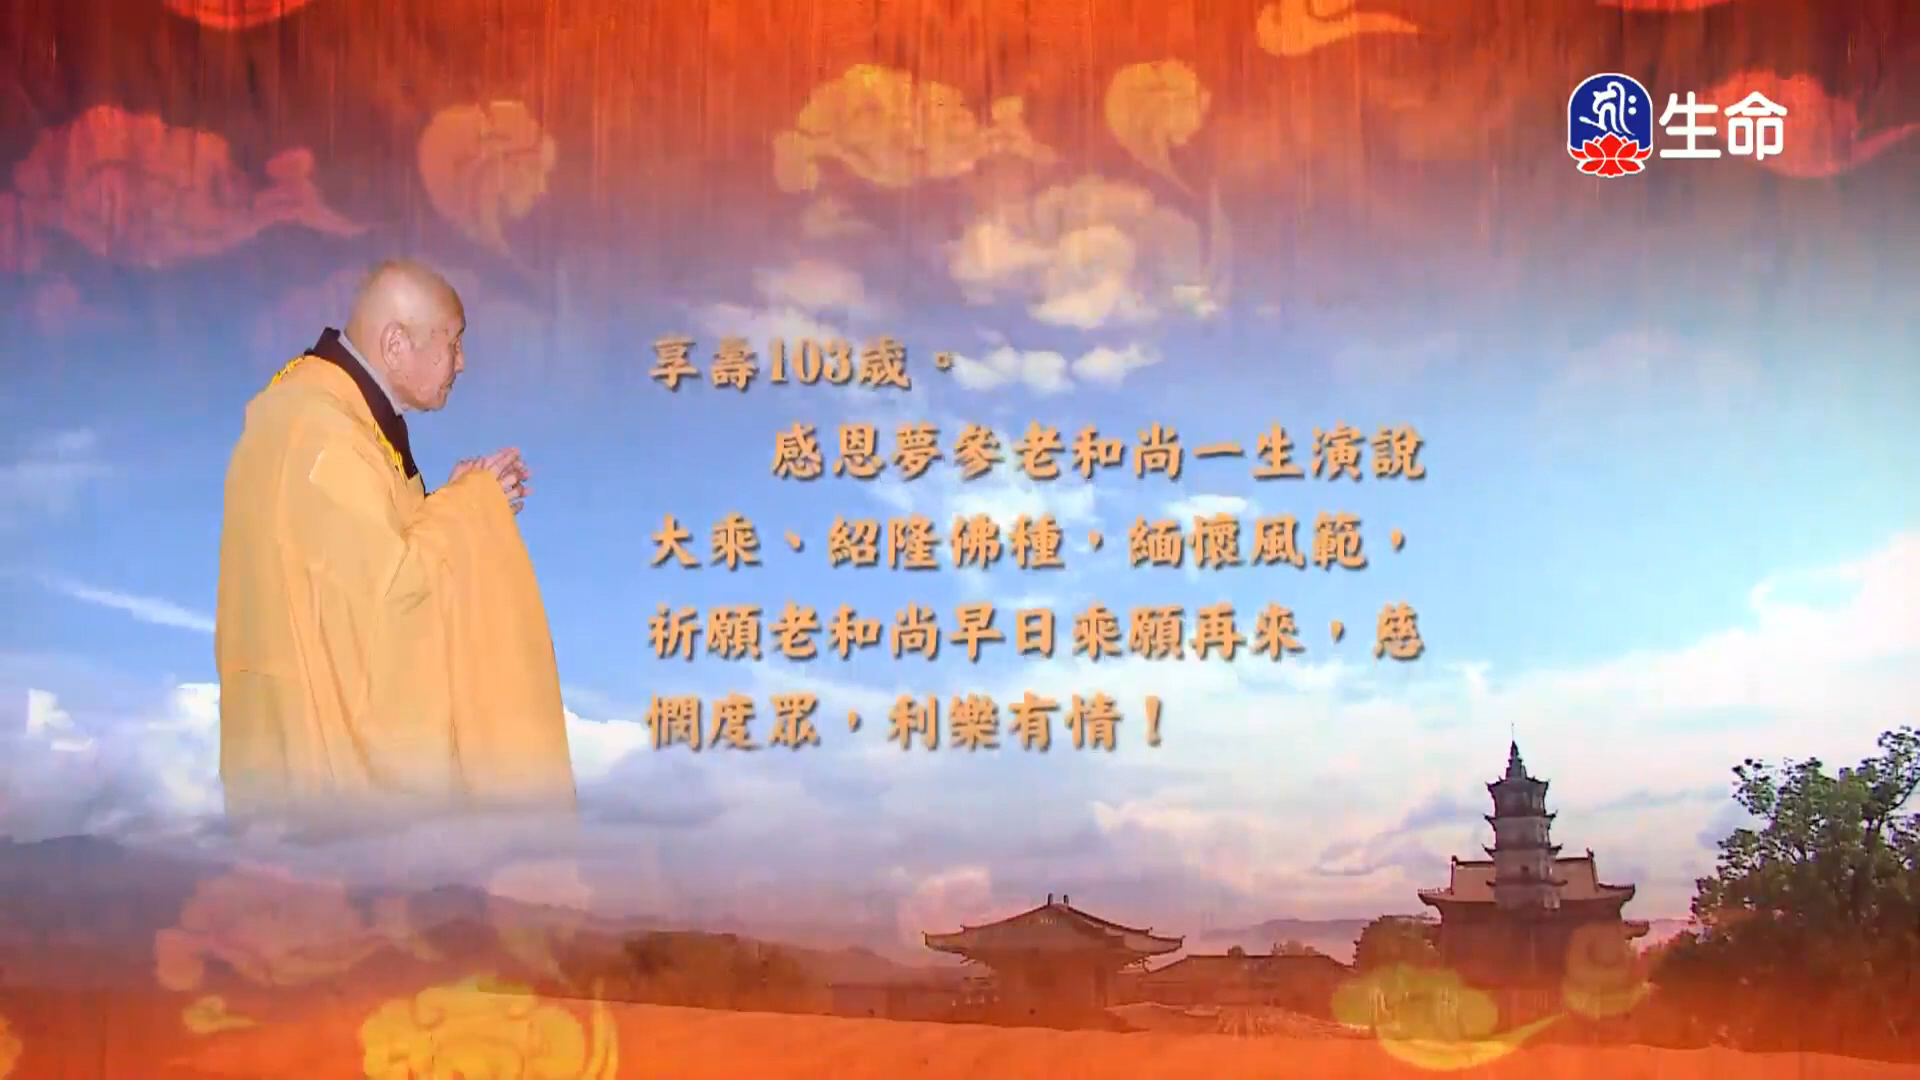 生命
享壽103歲。
感恩夢參老和尚一生演說
大乘、紹隆佛種，緬懷風範，
祈願老和尚早日乘願再來，慈
憫度眾，利樂有情！